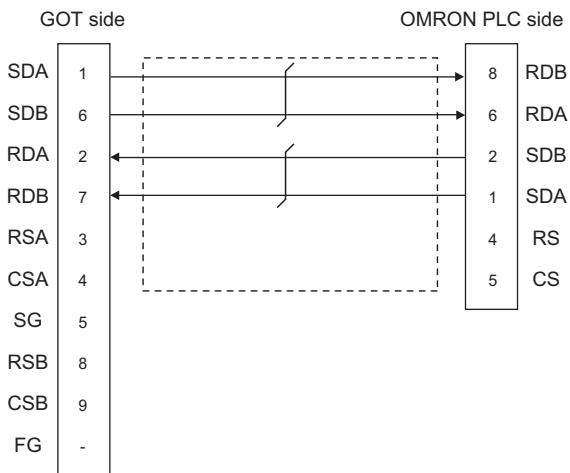 GOT side OMRON PLC side
SDA 1 8 RDB
SDB 6 6 RDA
RDA 2 2 SDB
RDB 7 1 SDA
RSA 3 4 RS
CSA 4 5 CS
SG 5
RSB 8
CSB 9
FG -